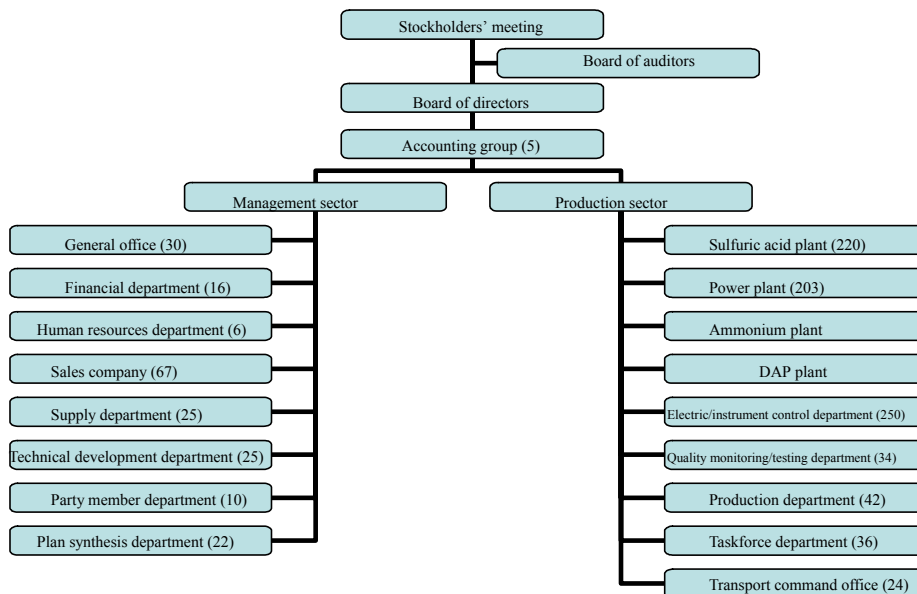 Stockholders’ meeting
Board of auditors
Board of directors
Accounting group (5)
Management sector
Production sector
General office (30)
Financial department (16)
Human resources department (6)
Sales company (67)
Supply department (25)
Technical development department (25)
Party member department (10)
Plan synthesis department (22)
Sulfuric acid plant (220)
Power plant (203)
Ammonium plant
DAP plant
Electric/instrument control department (250)
Quality monitoring/testing department (34)
Production department (42)
Taskforce department (36)
Transport command office (24)